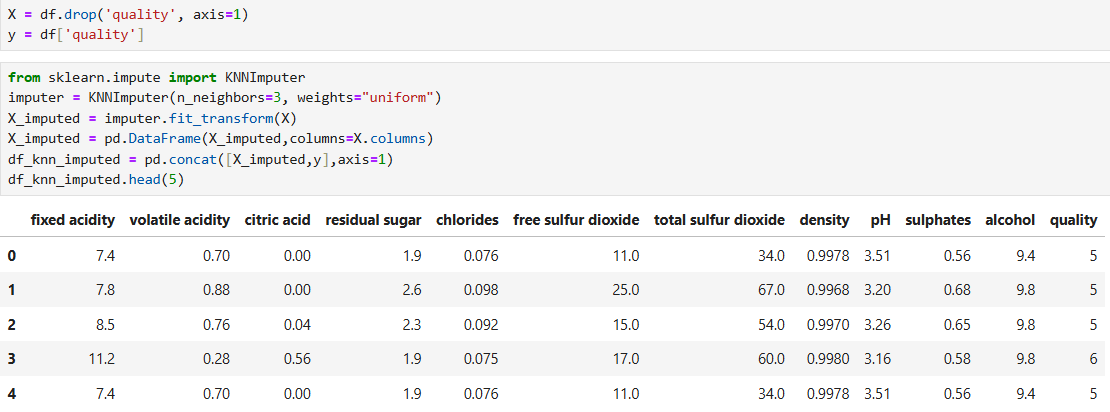 X = df.drop('quality', axis=1)
y = df['quality']
from sklearn.impute import KNNImputer
imputer = KNNImputer(n_neighbors=3, weights="uniform")
X_imputed = imputer.fit_transform(X)
X_imputed = pd.DataFrame(X_imputed,columns=X.columns)
df_knn_imputed = pd.concat([X_imputed,y],axis=1)
df_knn_imputed.head(5)
fixed acidity volatile acidity citric acid residual sugar chlorides free sulfur dioxide total sulfur dioxide density pH sulphates alcohol quality
0 7.4 0.70 0.00 1.9 0.076 11.0 34.0 0.9978 3.51 0.56 9.4 5
1 7.8 0.88 0.00 2.6 0.098 25.0 67.0 0.9968 3.20 0.68 9.8 5
2 8.5 0.76 0.04 2.3 0.092 15.0 54.0 0.9970 3.26 0.65 9.8 5
3 11.2 0.28 0.56 1.9 0.075 17.0 60.0 0.9980 3.16 0.58 9.8 6
4 7.4 0.70 0.00 1.9 0.076 11.0 34.0 0.9978 3.51 0.56 9.4 5